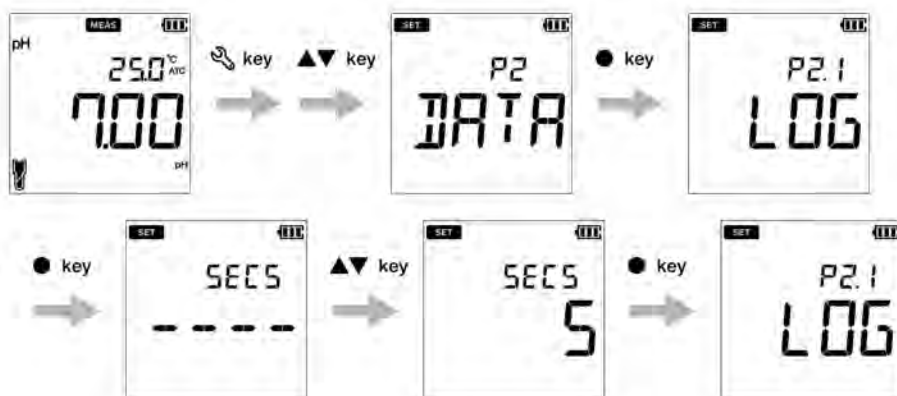 MEAS
pH
25.0 °C
ATC
7.00
pH
key
▲▼ key
SET
P2
DATA
● key
SET
P2.1
LOG
● key
SET
SECS
----
▲▼ key
SET
SECS
5
● key
SET
P2.1
LOG